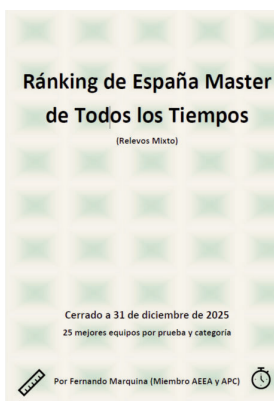 Ránking de España Master
de Todos los Tiempos
(Relevos Mixto)
Cerrado a 31 de diciembre de 2025
25 mejores equipos por prueba y categoría
Por Fernando Marquina (Miembro AEEA y APC)